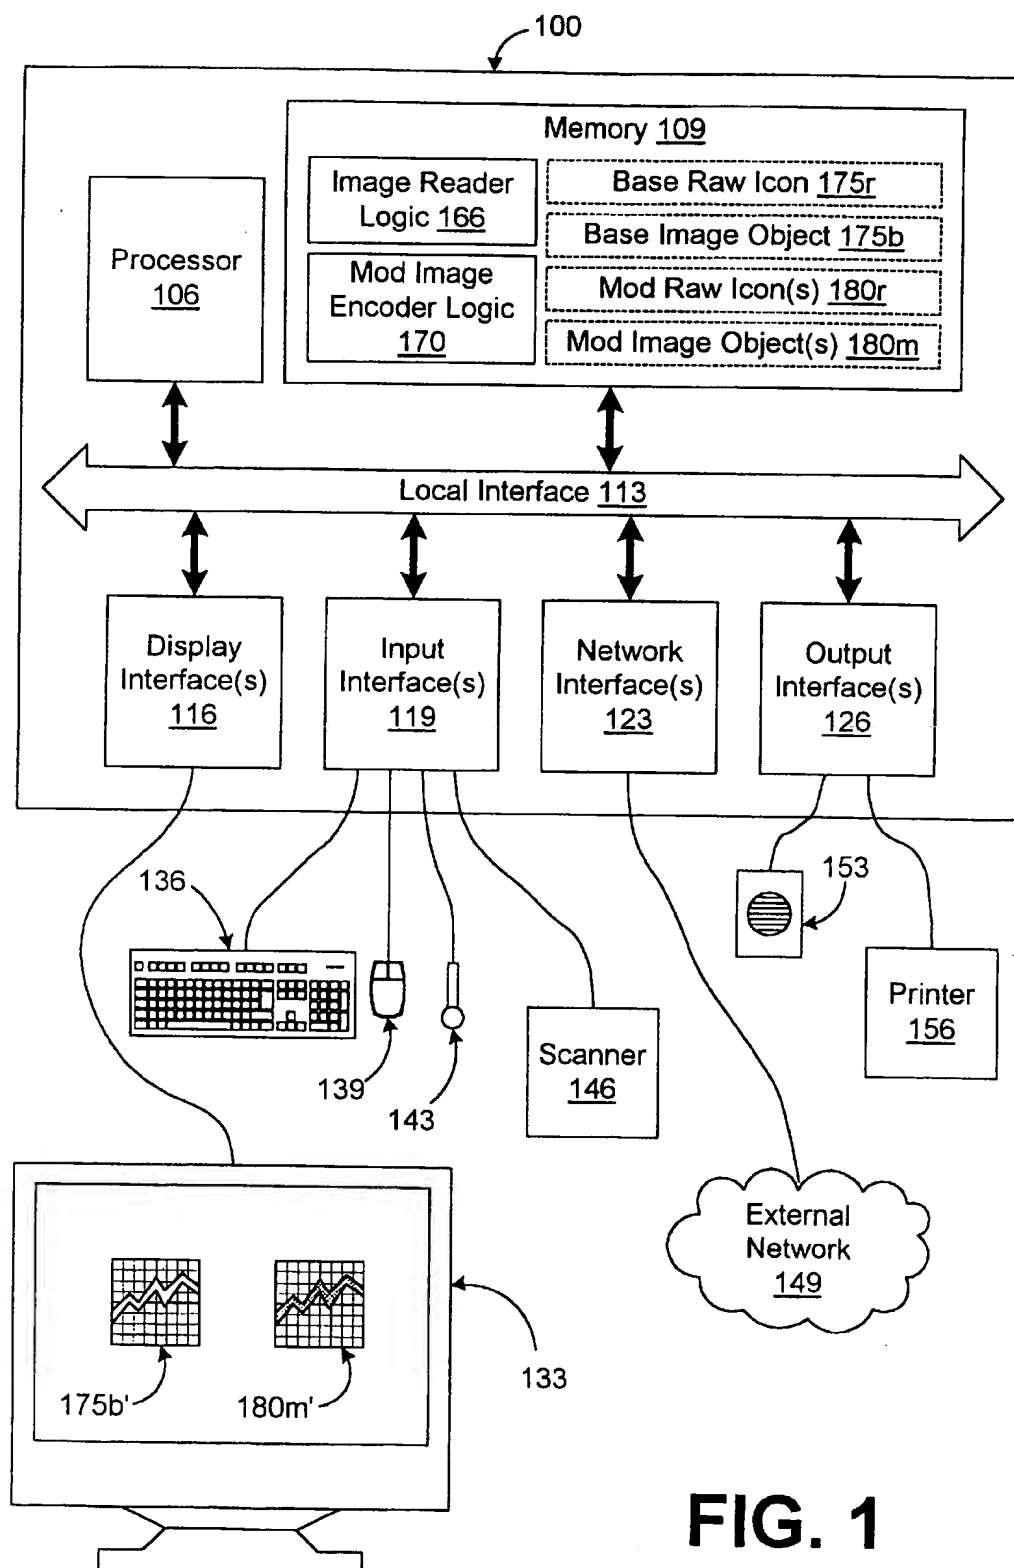 100
Memory 109
Image Reader
Logic 166
Mod Image
Encoder Logic
170
Base Raw Icon 175r
Base Image Object 175b
Mod Raw Icon(s) 180r
Mod Image Object(s) 180m
Processor
106
Local Interface 113
Display
Interface(s)
116
Input
Interface(s)
119
Network
Interface(s)
123
Output
Interface(s)
126
136
139
143
Scanner
146
153
Printer
156
External
Network
149
133
175b'
180m'
FIG. 1